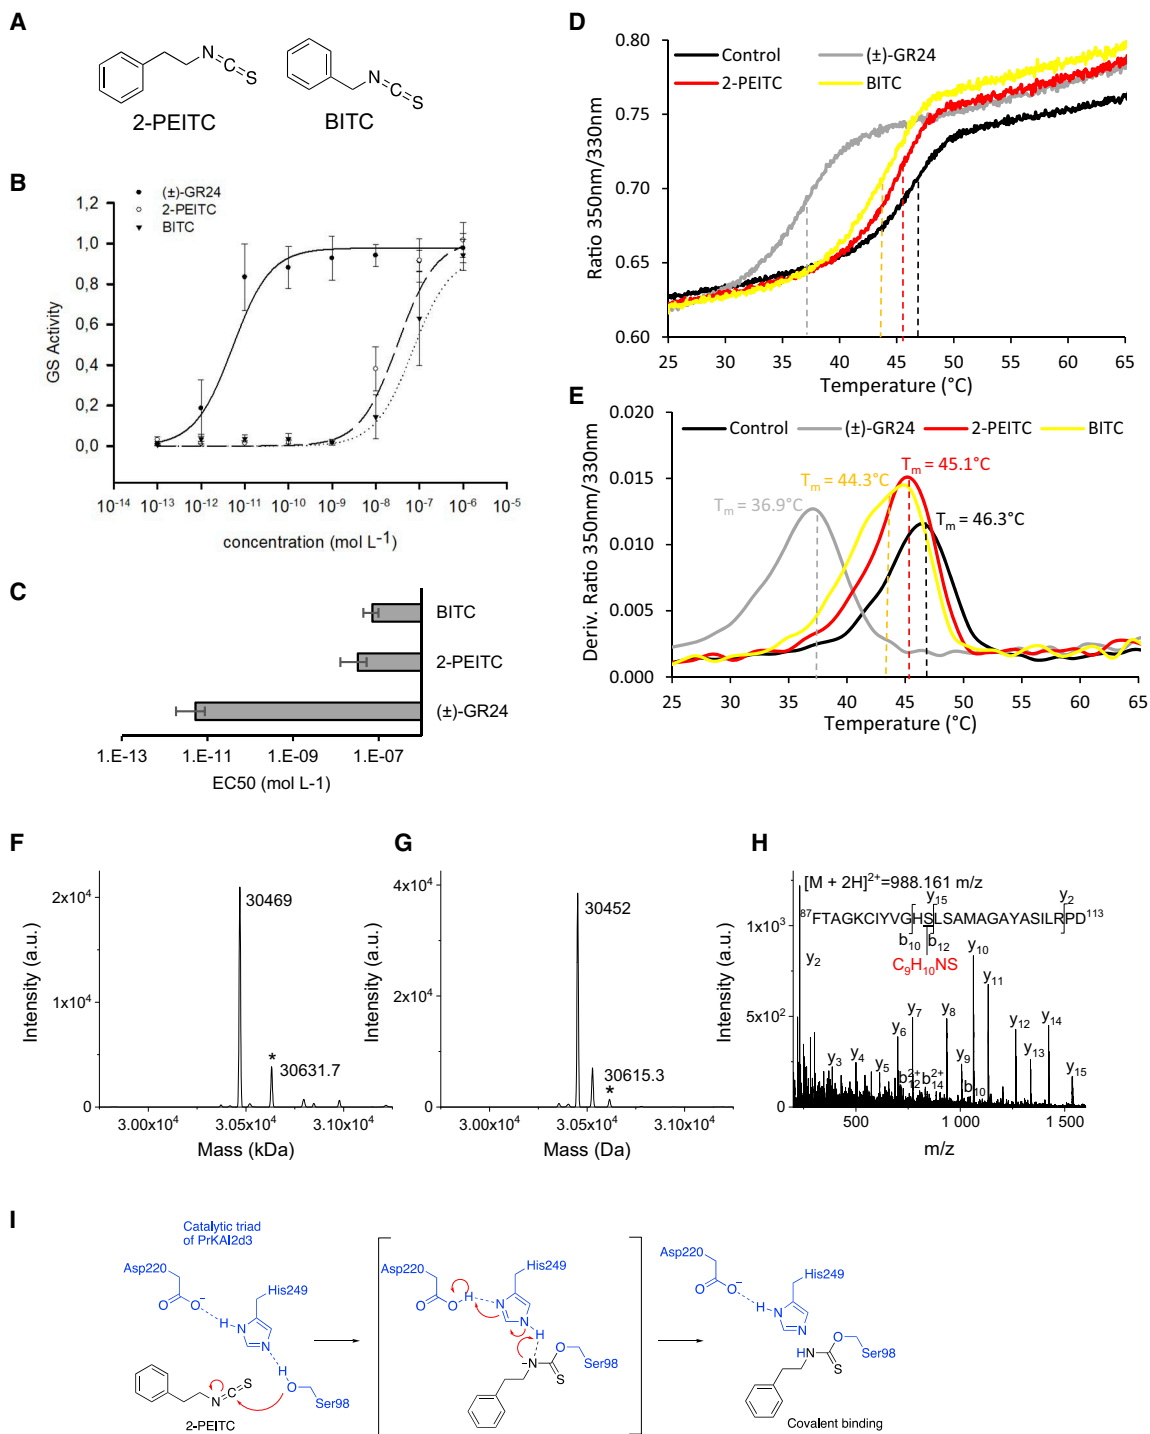 A
N
C
S
2-PEITC
N
C
S
BITC
B
(±)-GR24
2-PEITC
BITC
1,2
1,0
0,8
0,6
0,4
0,2
0,0
GS Activity
10-14 10-13 10-12 10-11 10-10 10-9 10-8 10-7 10-6 10-5
concentration (mol L-1)
C
BITC
2-PEITC
(±)-GR24
1.E-13 1.E-11 1.E-09 1.E-07
EC50 (mol L-1)
D
Control (±)-GR24
2-PEITC BITC
0.80
0.75
0.70
0.65
0.60
Ratio 350nm/330nm
25 30 35 40 45 50 55 60 65
Temperature (°C)
E
Control (±)-GR24 2-PEITC BITC
0.020
0.015
0.010
0.005
0.000
Deriv. Ratio 350nm/330nm
Tm = 36.9°C
Tm = 44.3°C
Tm = 45.1°C
Tm = 46.3°C
25 30 35 40 45 50 55 60 65
Temperature (°C)
F
2x10⁴
1x10⁴
0
Intensity (a.u.)
30469
*
30631.7
3.00x10⁴ 3.05x10⁴ 3.10x10⁴
Mass (kDa)
G
4x10⁴
2x10⁴
0
Intensity (a.u.)
30452
30615.3
*
3.00x10⁴ 3.05x10⁴ 3.10x10⁴
Mass (Da)
H
[M + 2H]2+=988.161 m/z
y15 y2
87FTAGKCIYVGHSLSAMAGAYASILRPD113
b10 b12
C9H10NS
1x10³
5x10²
0
Intensity (a.u.)
y2
y3
y4
y5
y6
y7
b12 2+
b14 2+
y8
y9
b10
y10
y11
y12
y13
y14
y15
500 1 000 1 500
m/z
I
Catalytic triad
of PrKAI2d3
Asp220
His249
O
O-
H
N
N
H
O
Ser98
N
C
S
2-PEITC
Asp220
His249
O
O
H
N
N
H
O
Ser98
N
S
Asp220
His249
O
O-
H
N
N
O
Ser98
HN
S
Covalent binding